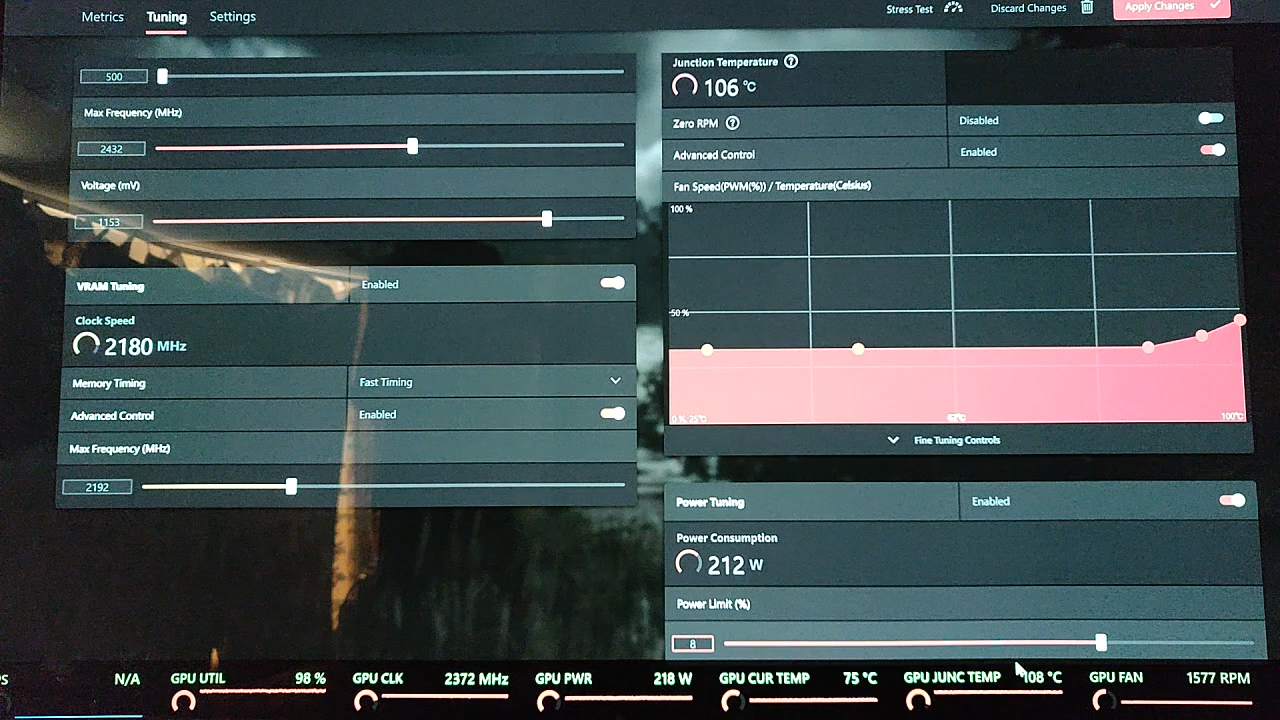 Metrics Tuning Settings Stress Test Discard Changes Apply Changes
500
Max Frequency (MHz)
2432
Voltage (mV)
1153
VRAM Tuning Enabled
Clock Speed
2180 MHz
Memory Timing Fast Timing
Advanced Control Enabled
Max Frequency (MHz)
2192
Junction Temperature ?
106 °C
Zero RPM ? Disabled
Advanced Control Enabled
Fan Speed(PWM(%)) / Temperature(Celsius)
100 %
50 %
0 %, 25°C 62°C 100°C
Fine Tuning Controls
Power Tuning Enabled
Power Consumption
212 W
Power Limit (%)
8
N/A GPU UTIL 98 % GPU CLK 2372 MHz GPU PWR 218 W GPU CUR TEMP 75 °C GPU JUNC TEMP 108 °C GPU FAN 1577 RPM